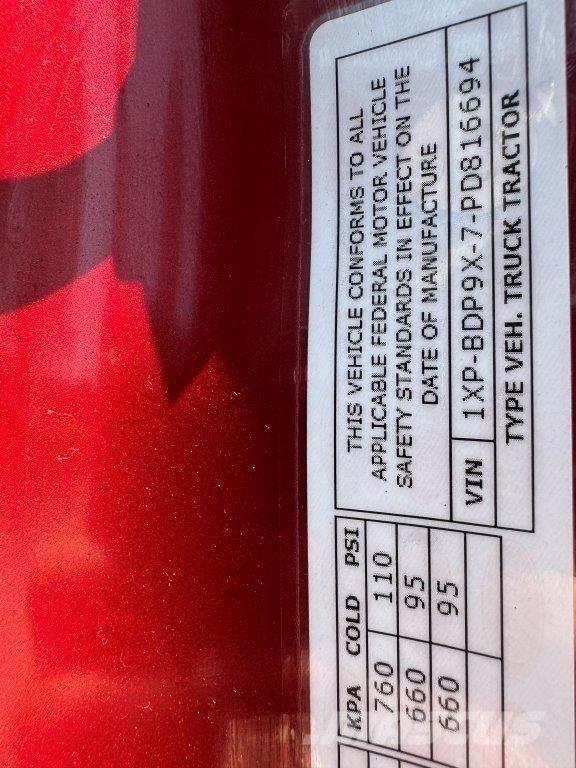 THIS VEHICLE CONFORMS TO ALL
APPLICABLE FEDERAL MOTOR VEHICLE
SAFETY STANDARDS IN EFFECT ON THE
DATE OF MANUFACTURE
VIN 1XP-BDP9X-7-PD816694
TYPE VEH. TRUCK TRACTOR
KPA COLD PSI
760 110
660 95
660 95